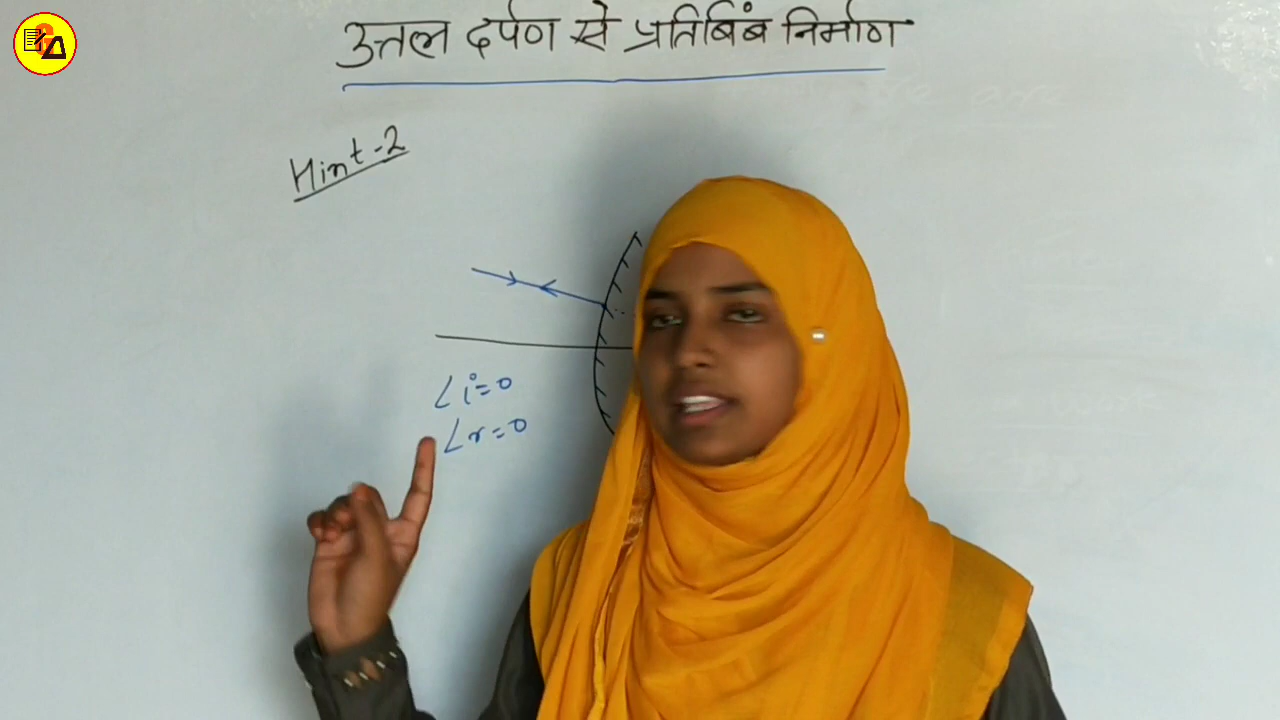 उत्तल दर्पण से प्रतिबिंब निर्माण
Hint-2
∠i=0
∠r=0